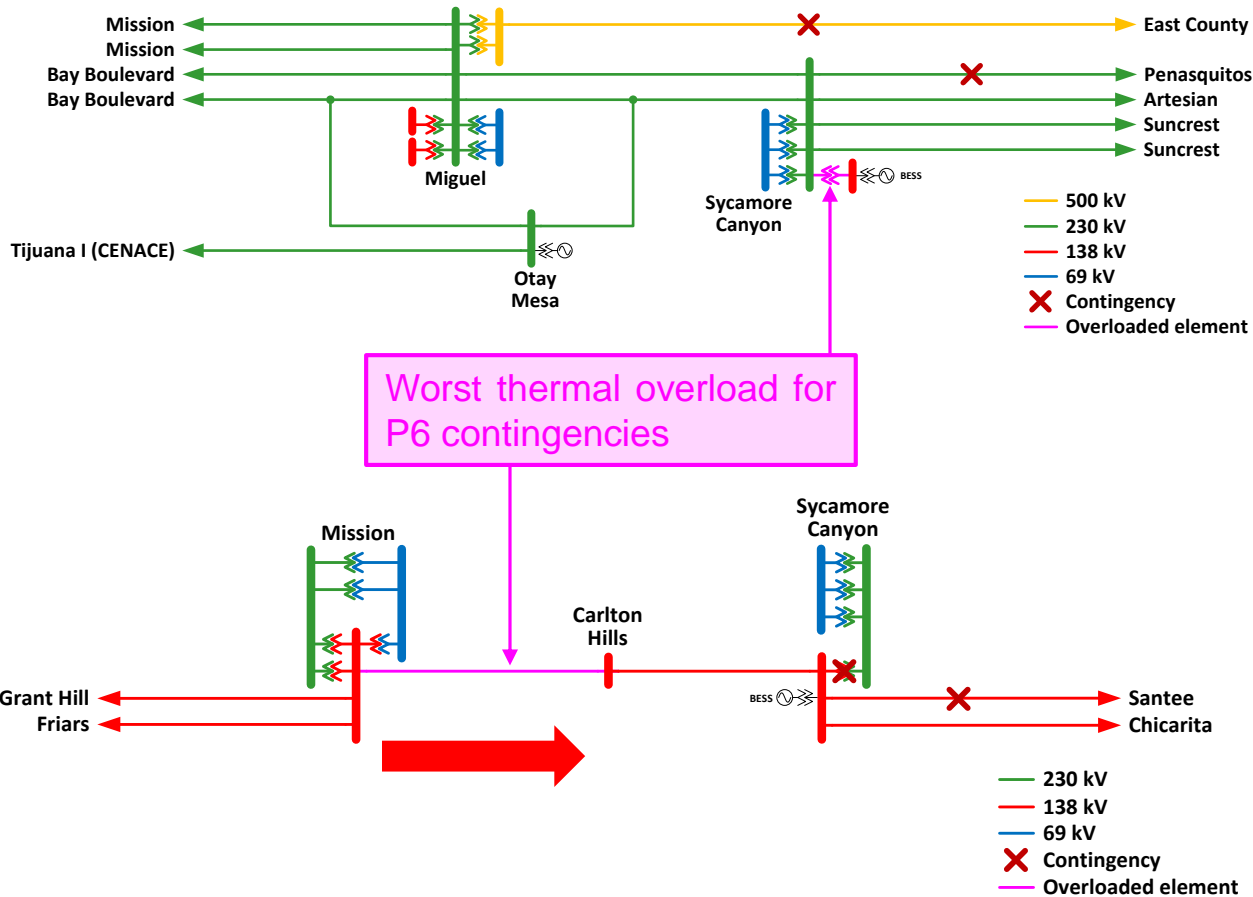 Mission
East County
Mission
Bay Boulevard
Penasquitos
Bay Boulevard
Artesian
Suncrest
Suncrest
Miguel
BESS
Sycamore
Canyon
500 kV
230 kV
138 kV
69 kV
Contingency
Overloaded element
Tijuana I (CENACE)
Otay
Mesa
Worst thermal overload for
P6 contingencies
Mission
Sycamore
Canyon
Carlton
Hills
Grant Hill
Friars
BESS
Santee
Chicarita
230 kV
138 kV
69 kV
Contingency
Overloaded element